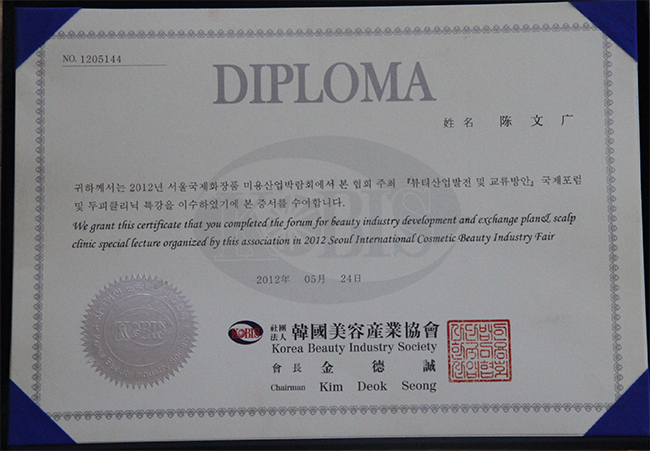 NO. 1205144
DIPLOMA
姓 名 陈 文 广
귀하께서는 2012년 서울국제화장품 미용산업박람회에서 본 협회 주최 『뷰티산업발전 및 교류방안』 국제포럼
및 두피클리닉 특강을 이수하였기에 본 증서를 수여합니다.
We grant this certificate that you completed the forum for beauty industry development and exchange plan& scalp
clinic special lecture organized by this association in 2012 Seoul International Cosmetic Beauty Industry Fair
KOBIS
2012年 05月 24日
KOBIS
KOBIS 社團法人 韓國美容産業協會
Korea Beauty Industry Society
會 長 金 德 誠
Chairman Kim Deok Seong